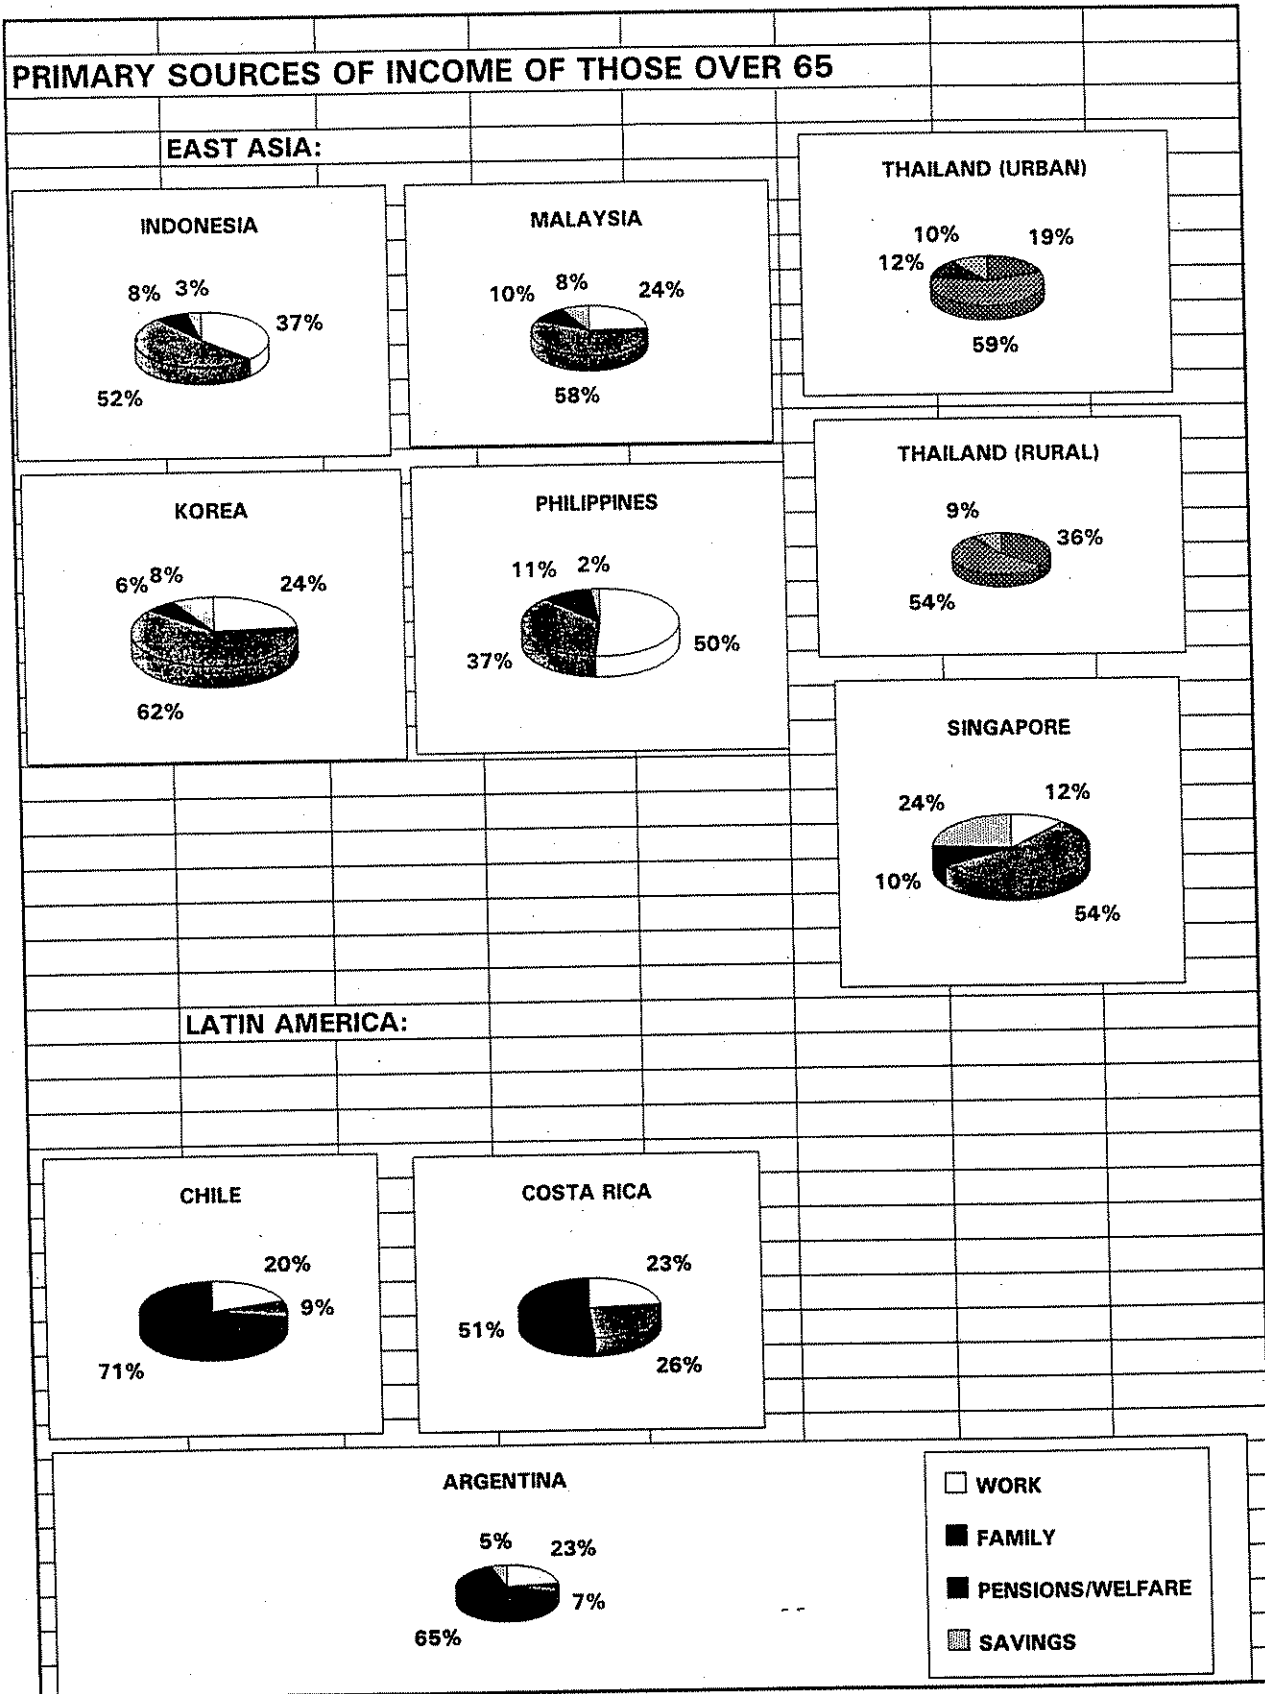 PRIMARY SOURCES OF INCOME OF THOSE OVER 65
EAST ASIA:
INDONESIA
8% 3%
37%
52%
MALAYSIA
10% 8% 24%
58%
THAILAND (URBAN)
10% 19%
12%
59%
KOREA
6% 8% 24%
62%
PHILIPPINES
11% 2%
50%
37%
THAILAND (RURAL)
9%
36%
54%
SINGAPORE
24% 12%
10%
54%
LATIN AMERICA:
CHILE
20%
9%
71%
COSTA RICA
23%
51%
26%
ARGENTINA
5% 23%
7%
65%
WORK
FAMILY
PENSIONS/WELFARE
SAVINGS